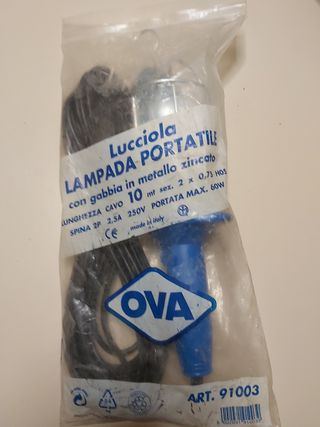 Lucciola
LAMPADA PORTATILE
con gabbia in metallo zincato
LUNGHEZZA CAVO 10 mt sez. 2 x 0,75
SPINA 2P 2,5A 250V PORTATA MAX. 60W
CE made in Italy
OVA
ART. 91003